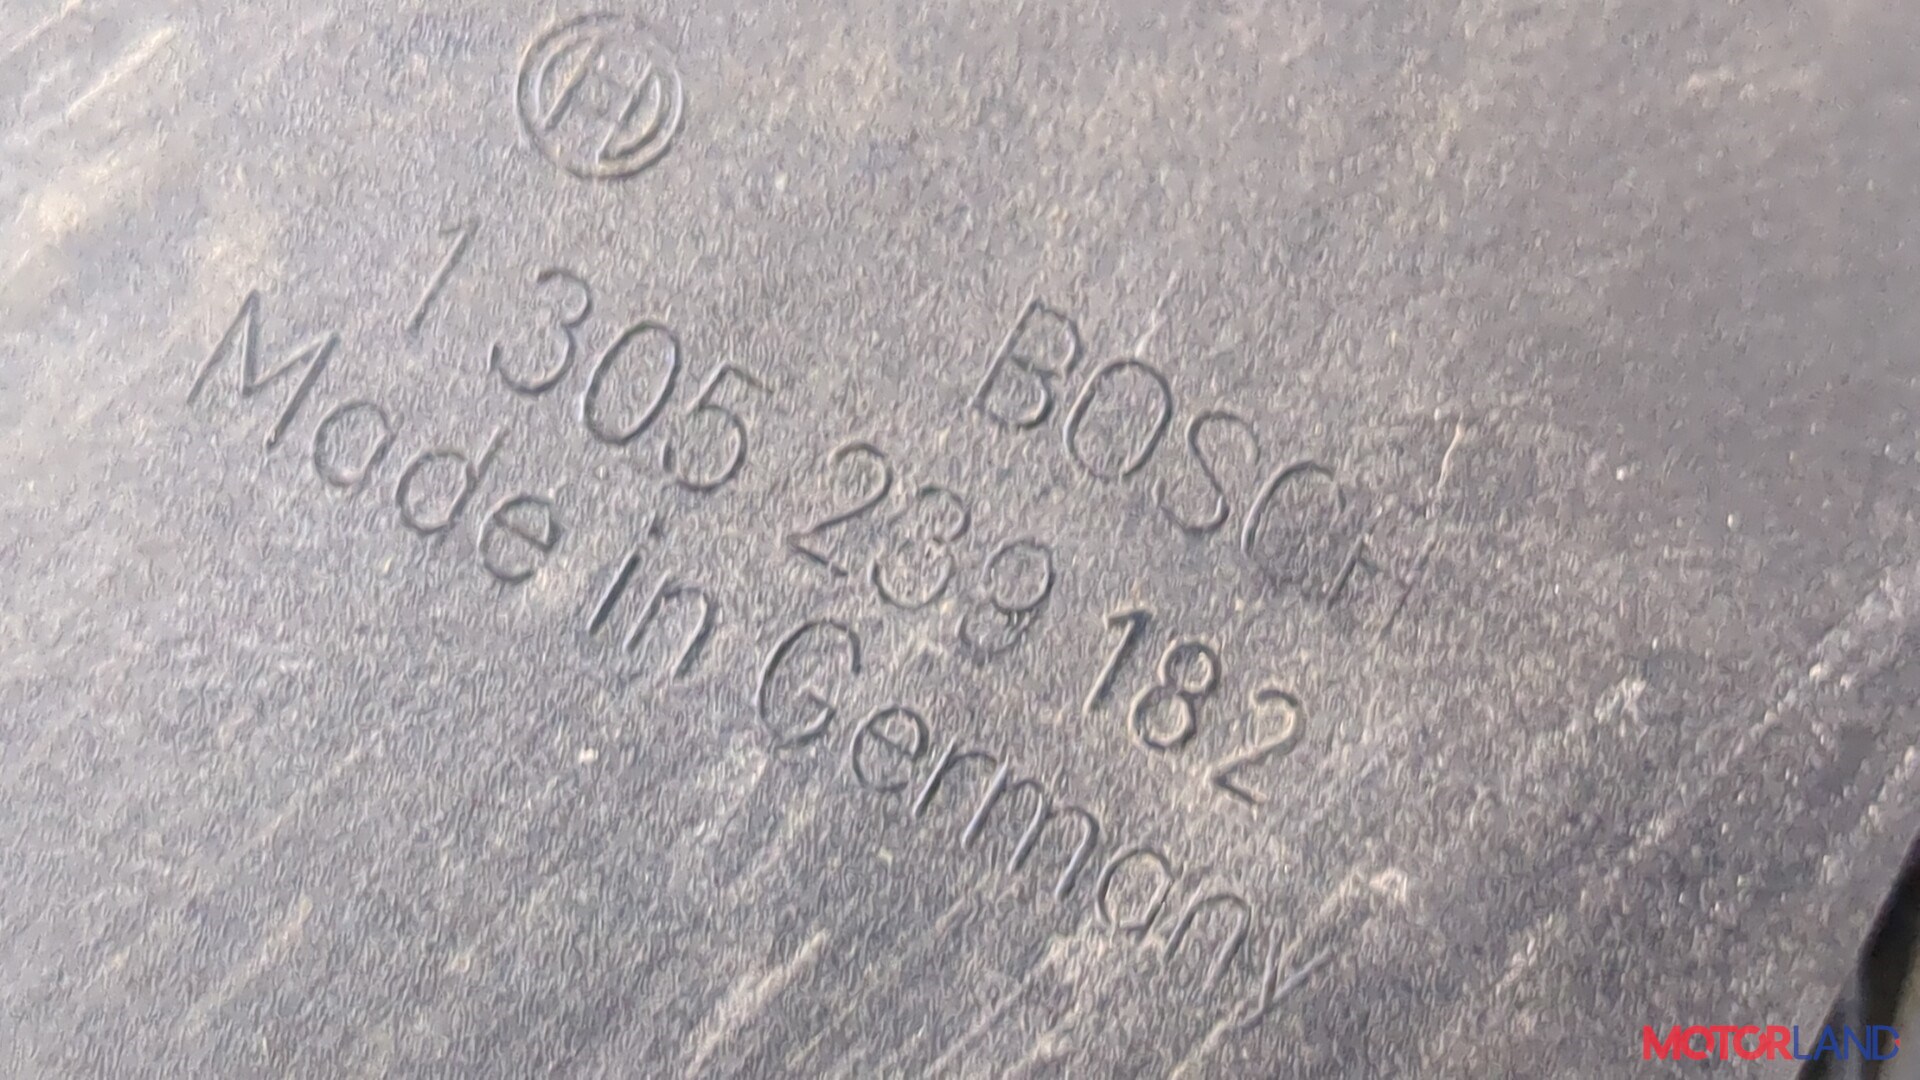 BOSCH
1 305 239 182
Made in Germany
MOTORLAND